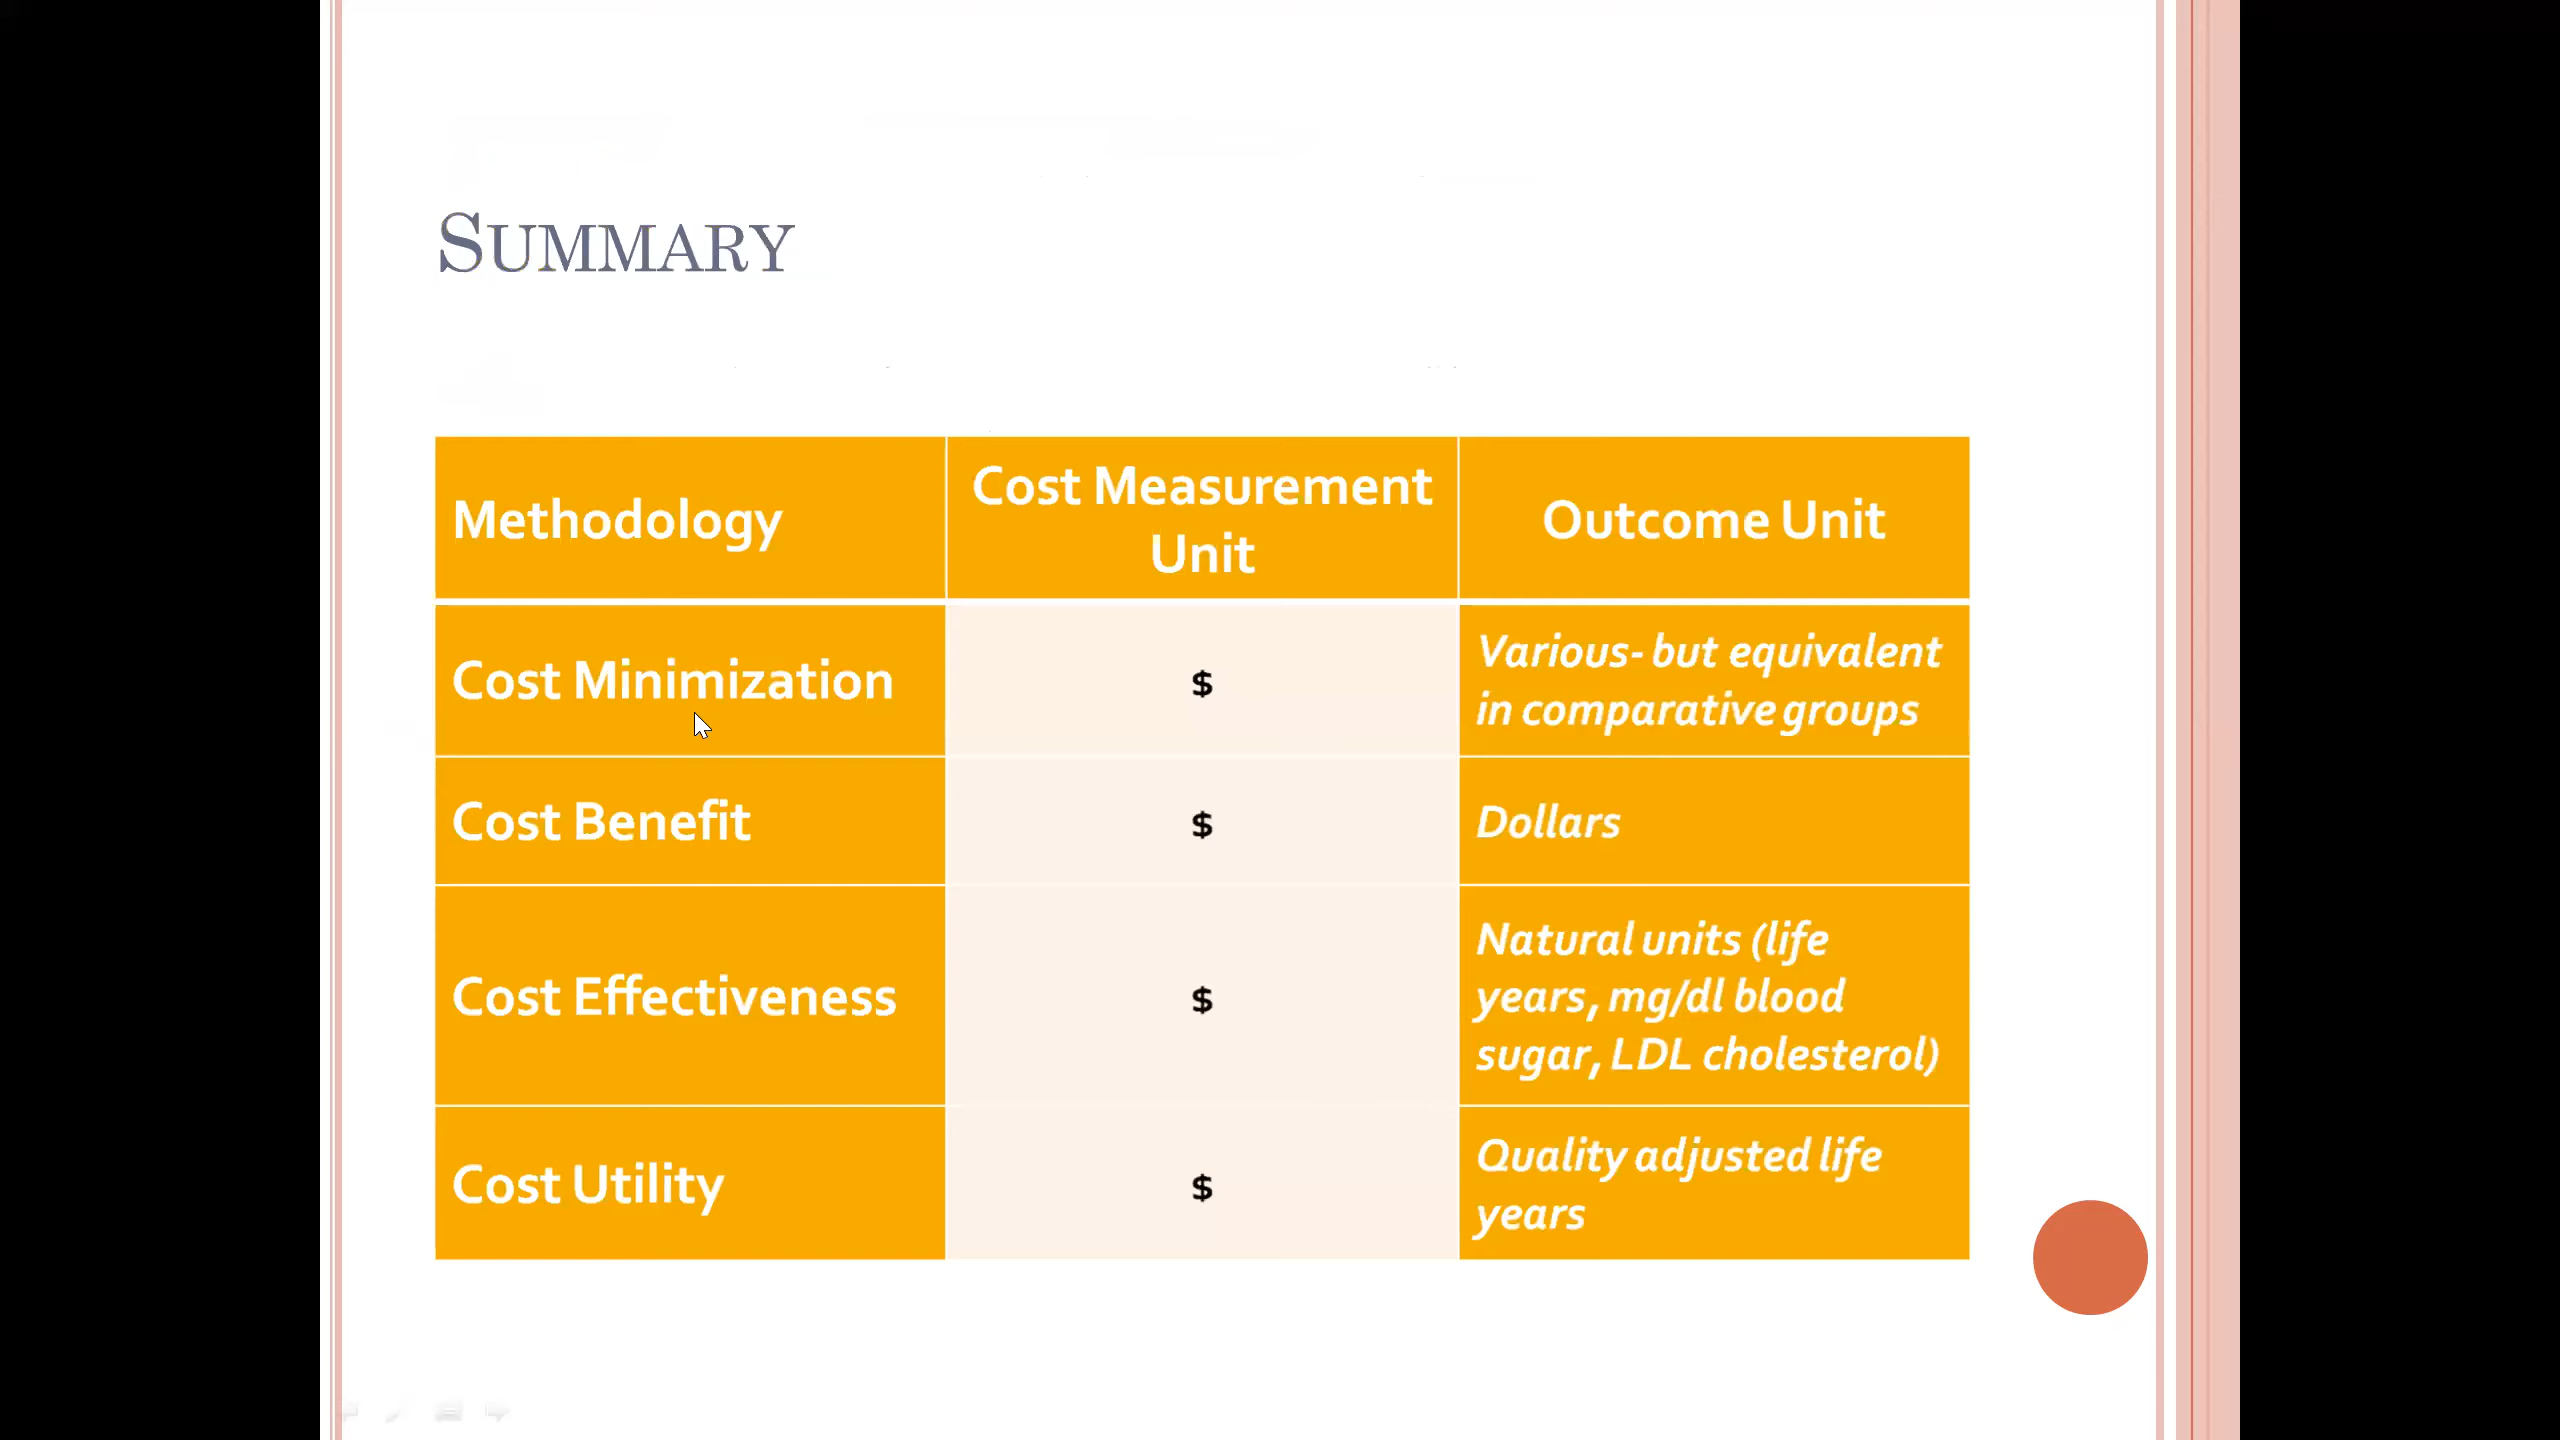 SUMMARY
Methodology
Cost Measurement
Unit
Outcome Unit
Cost Minimization
$
Various- but equivalent
in comparative groups
Cost Benefit
$
Dollars
Cost Effectiveness
$
Natural units (life
years, mg/dl blood
sugar, LDL cholesterol)
Cost Utility
$
Quality adjusted life
years